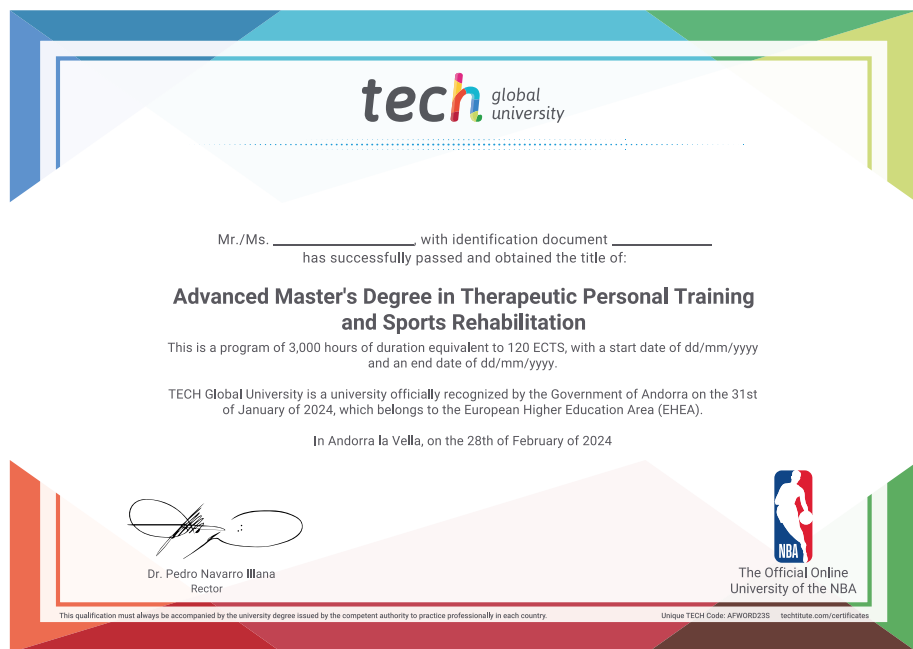 tech global university
Mr./Ms. ____________, with identification document ____________
has successfully passed and obtained the title of:
Advanced Master's Degree in Therapeutic Personal Training
and Sports Rehabilitation
This is a program of 3,000 hours of duration equivalent to 120 ECTS, with a start date of dd/mm/yyyy
and an end date of dd/mm/yyyy.
TECH Global University is a university officially recognized by the Government of Andorra on the 31st
of January of 2024, which belongs to the European Higher Education Area (EHEA).
In Andorra la Vella, on the 28th of February of 2024
Dr. Pedro Navarro Illana
Rector
NBA
The Official Online
University of the NBA
This qualification must always be accompanied by the university degree issued by the competent authority to practice professionally in each country.
Unique TECH Code: AFWORD23S techtitute.com/certificates